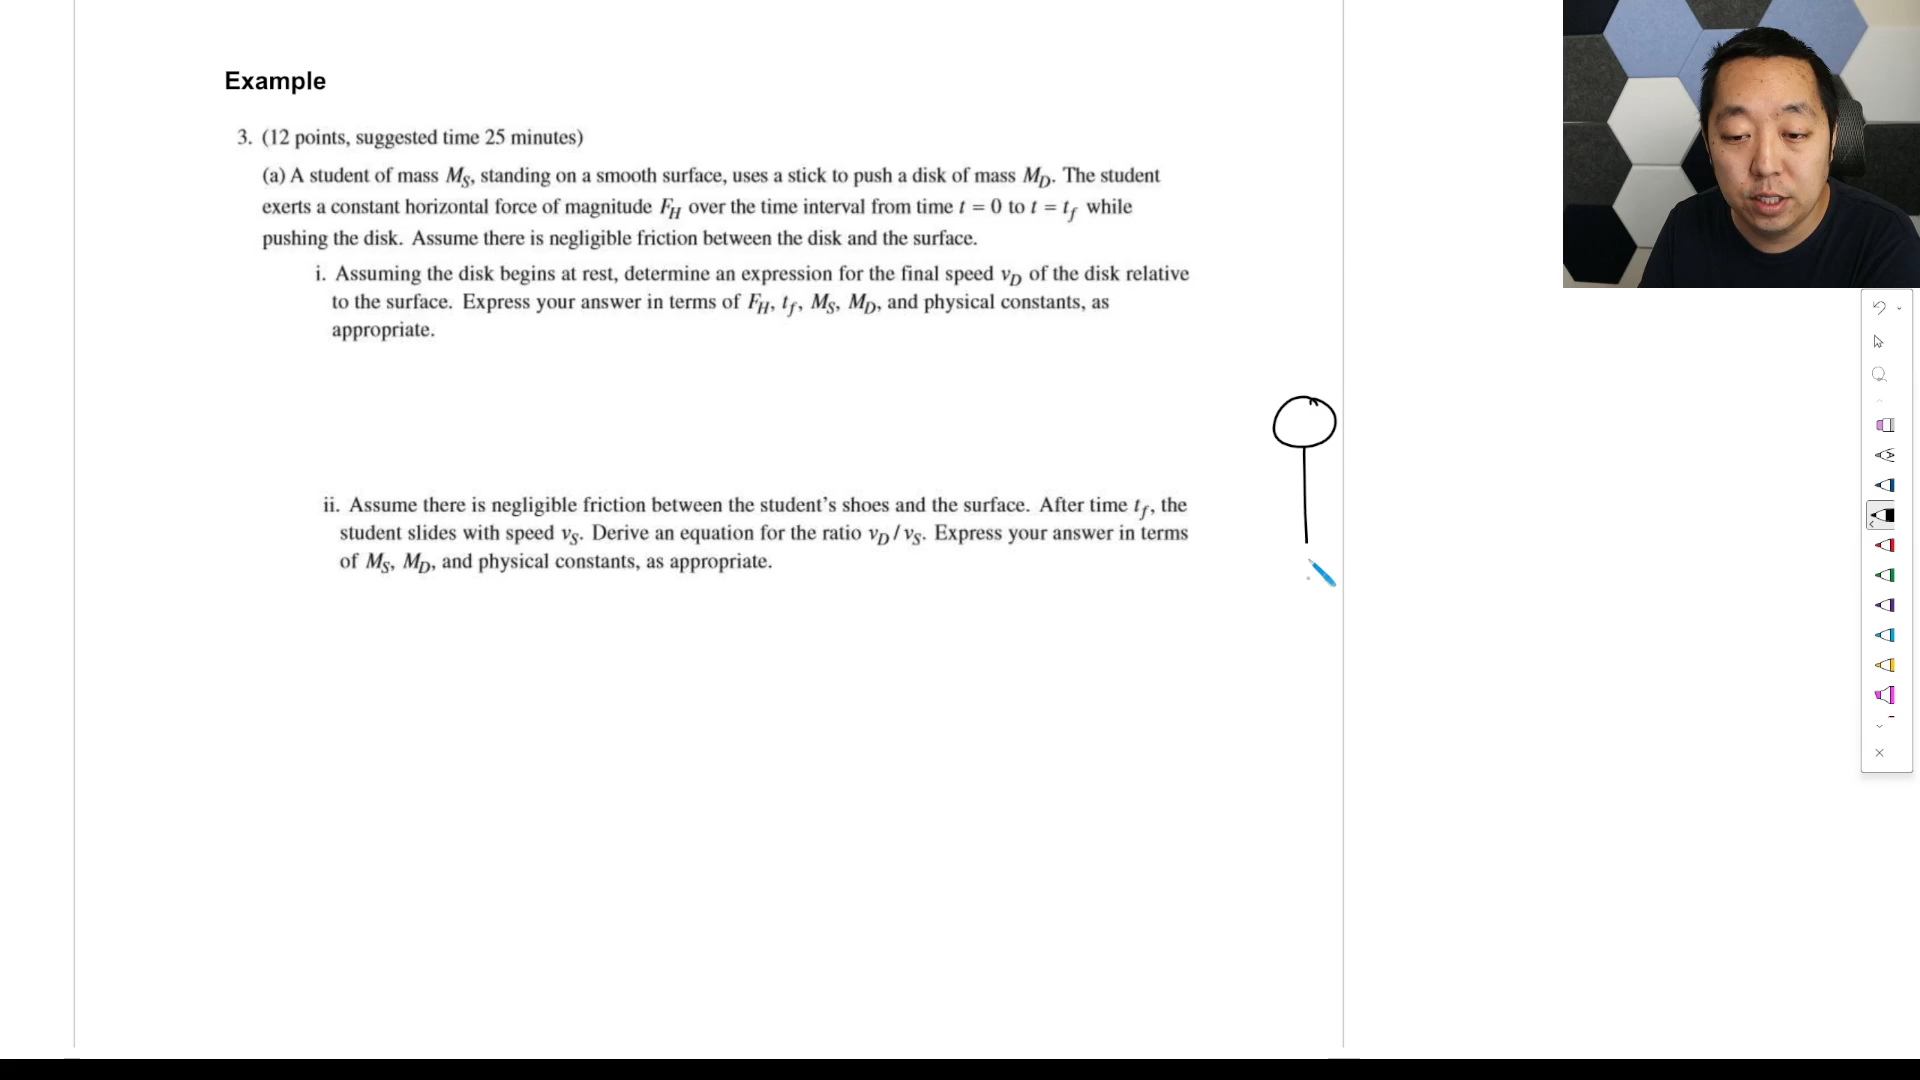 Example
3. (12 points, suggested time 25 minutes)
(a) A student of mass M_S, standing on a smooth surface, uses a stick to push a disk of mass M_D. The student
exerts a constant horizontal force of magnitude F_H over the time interval from time t = 0 to t = t_f while
pushing the disk. Assume there is negligible friction between the disk and the surface.
i. Assuming the disk begins at rest, determine an expression for the final speed v_D of the disk relative
to the surface. Express your answer in terms of F_H, t_f, M_S, M_D, and physical constants, as
appropriate.
ii. Assume there is negligible friction between the student's shoes and the surface. After time t_f, the
student slides with speed v_S. Derive an equation for the ratio v_D/v_S. Express your answer in terms
of M_S, M_D, and physical constants, as appropriate.